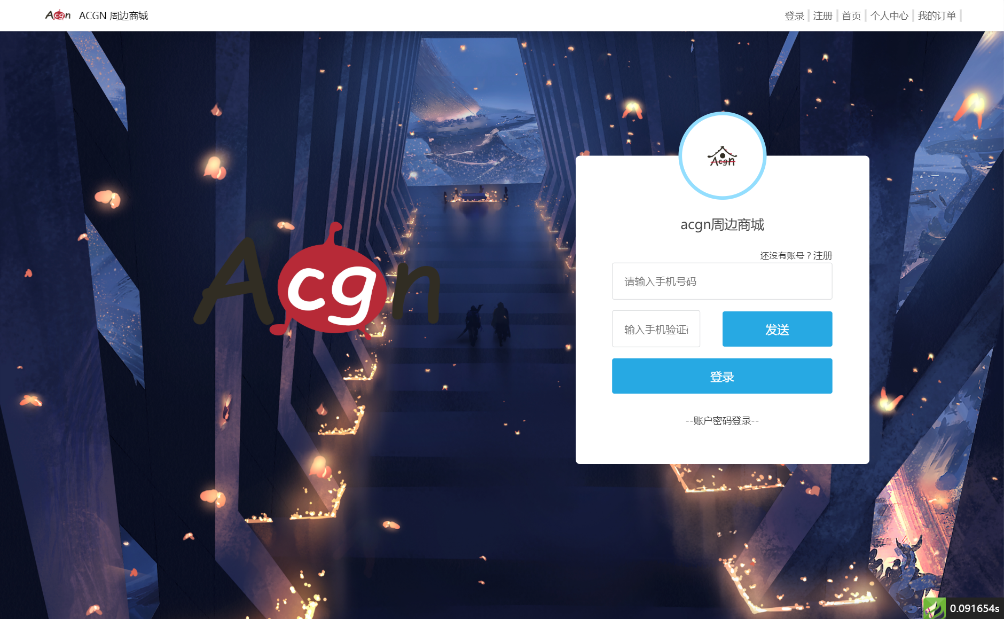 Acgn ACGN 周边商城
登录 | 注册 | 首页 | 个人中心 | 我的订单 |
Acgn
Acgn
acgn周边商城
还没有账号？注册
请输入手机号码
输入手机验证
发送
登录
--账户密码登录--
0.091654s